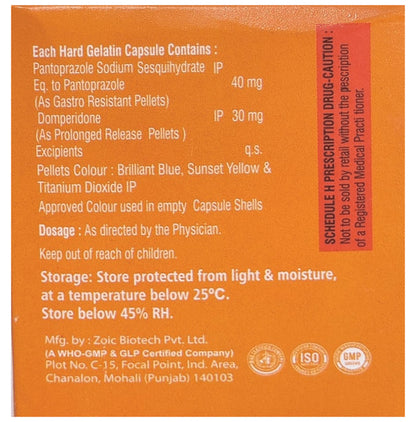 Each Hard Gelatin Capsule Contains :
Pantoprazole Sodium Sesquihydrate IP
Eq. to Pantoprazole 40 mg
(As Gastro Resistant Pellets)
Domperidone IP 30 mg
(As Prolonged Release Pellets )
Excipients q.s.
Pellets Colour : Brilliant Blue, Sunset Yellow &
Titanium Dioxide IP
Approved Colour used in empty Capsule Shells
Dosage : As directed by the Physician.
Keep out of reach of children.
Storage: Store protected from light & moisture,
at a temperature below 25°C.
Store below 45% RH.
Mfg. by : Zoic Biotech Pvt. Ltd.
(A WHO-GMP & GLP Certified Company)
Plot No. C-15, Focal Point, Ind. Area,
Chanalon, Mohali (Punjab) 140103
ISO
GMP
SCHEDULE H PRESCRIPTION DRUG-CAUTION :
Not to be sold by retail without the prescription
of a Registered Medical Practi tioner.